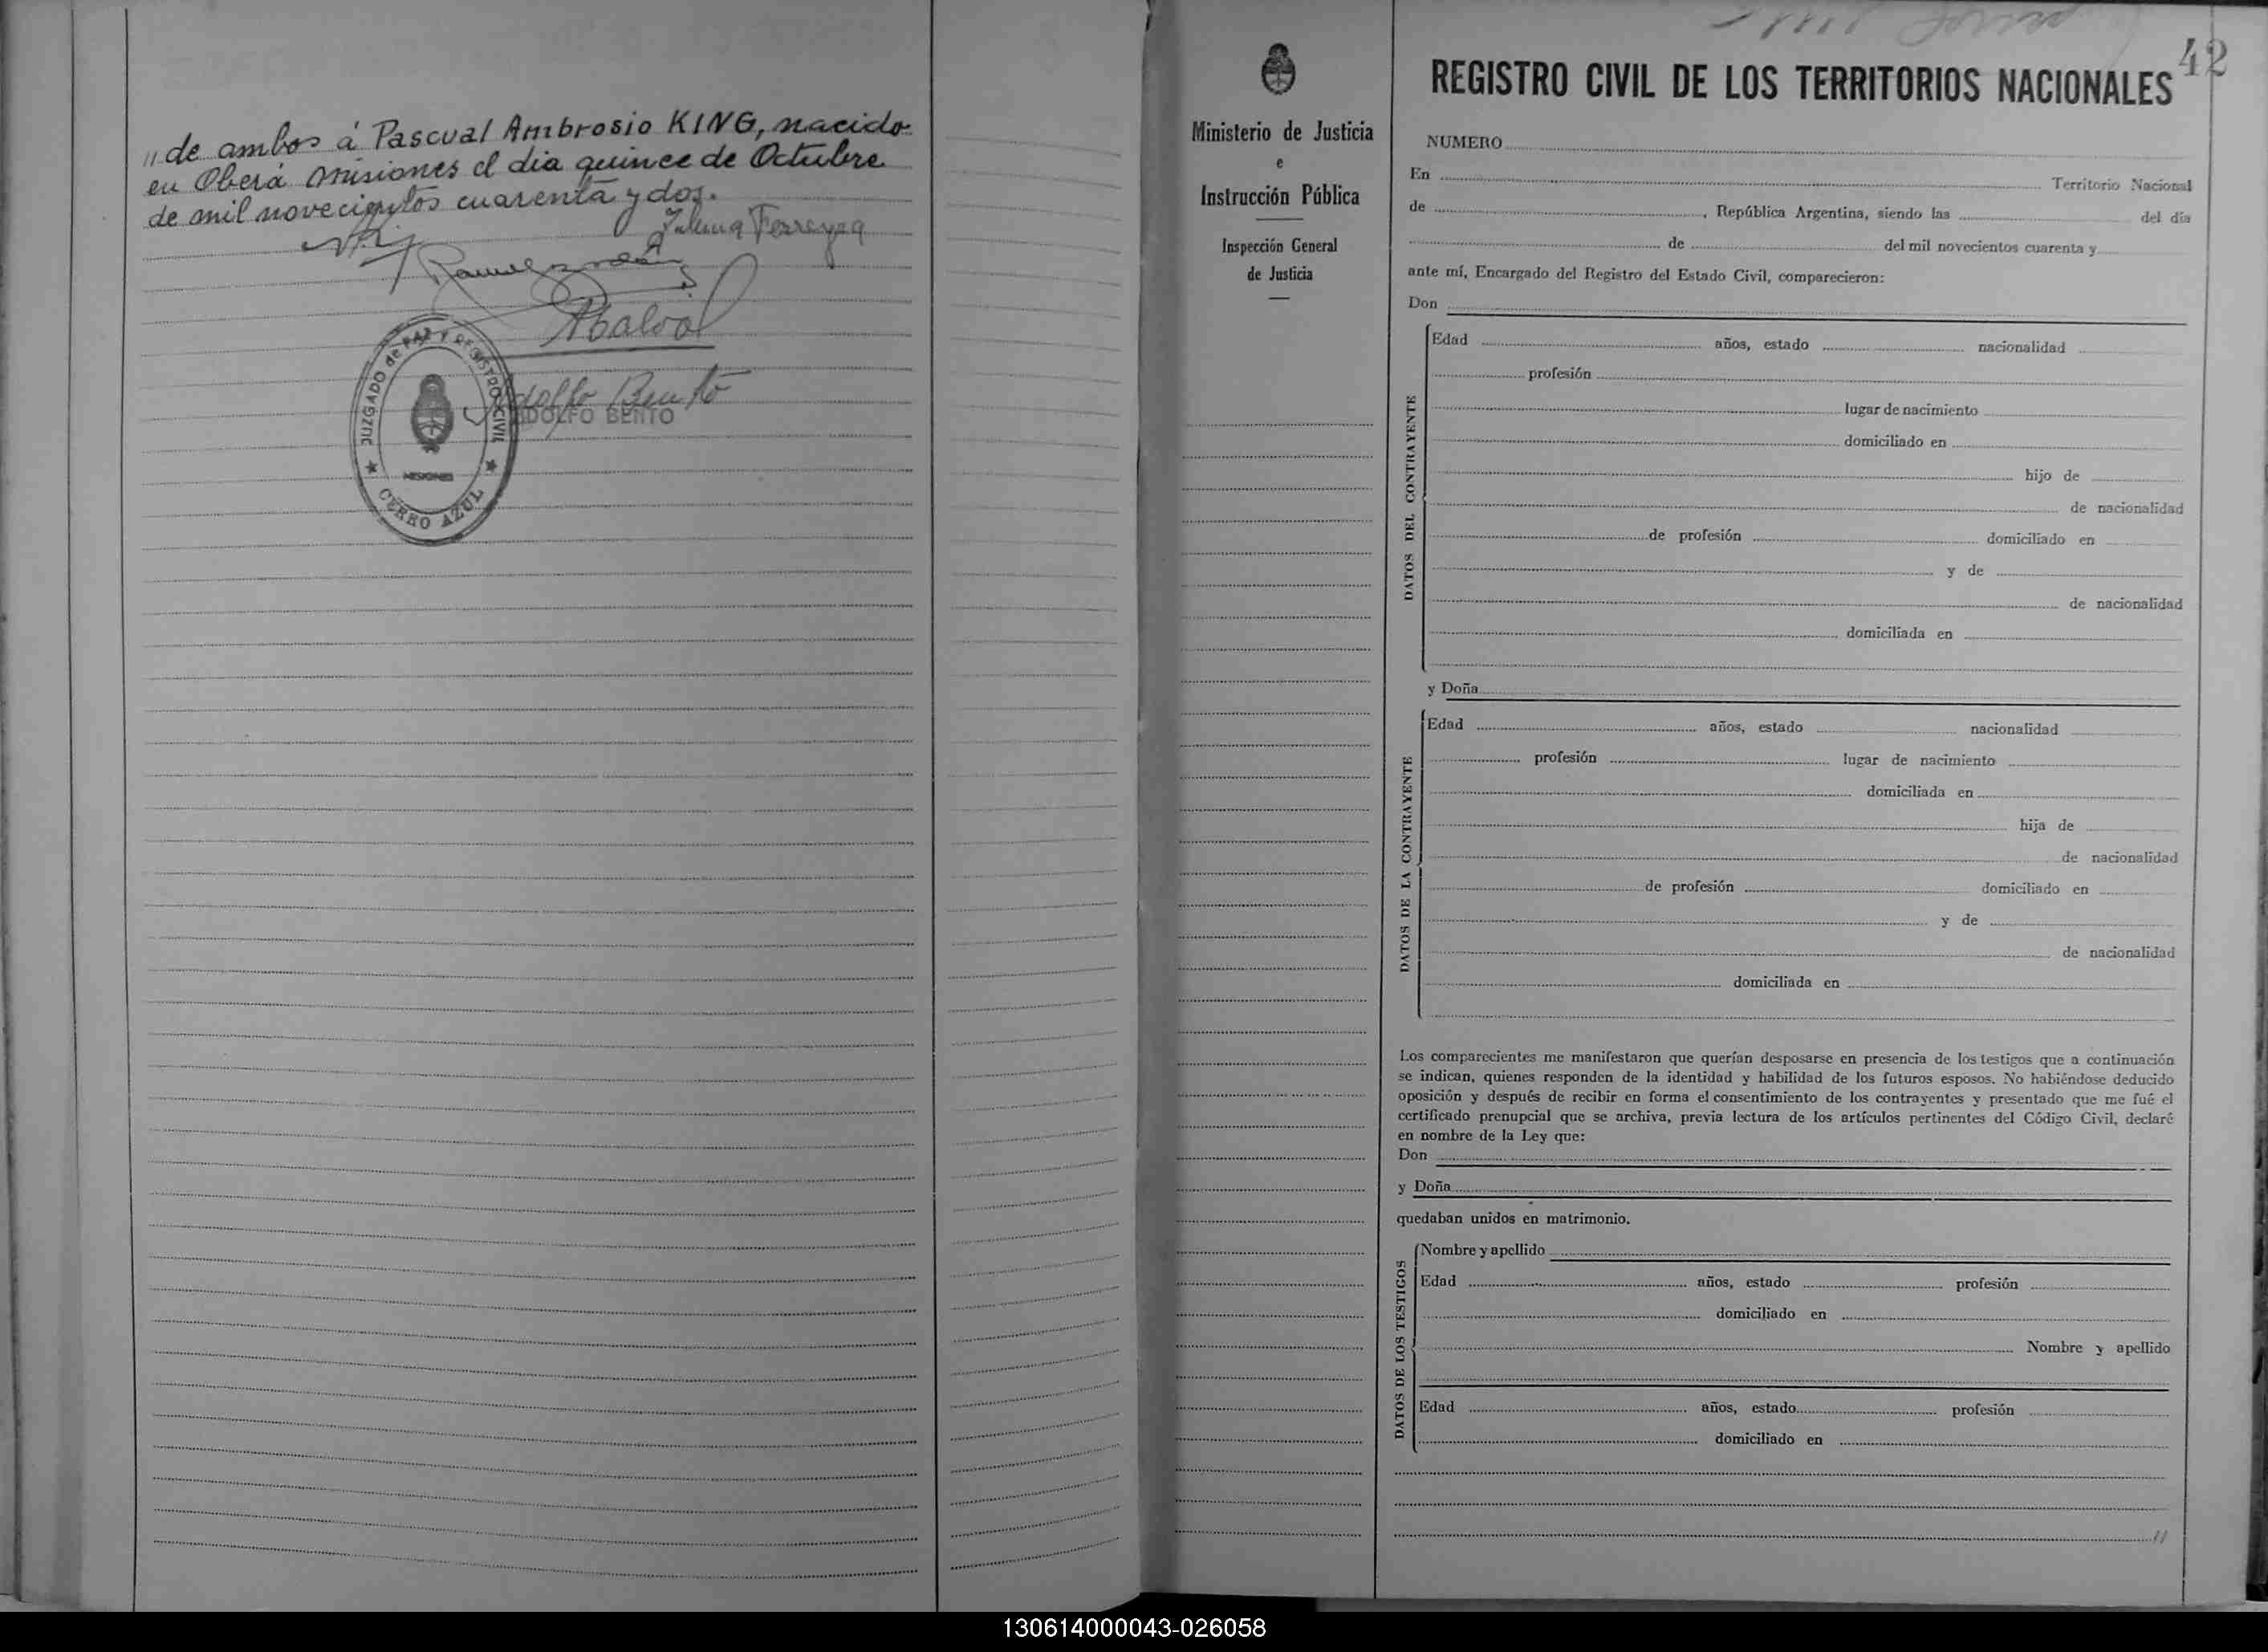 " de ambos á Pascual Ambrosio KING, nacido
en Oberá Misiones el dia quince de Octubre
de mil novecientos cuarenta y dos.
Ferreyra
Adolfo Bento
ADOLFO BENTO
JUZGADO de PAZ Y REGISTRO CIVIL
MISIONES
CERRO AZUL
42
REGISTRO CIVIL DE LOS TERRITORIOS NACIONALES
Ministerio de Justicia
e
Instrucción Pública
Inspección General
de Justicia
NUMERO
En Territorio Nacional
de , República Argentina, siendo las del día
de del mil novecientos cuarenta y
ante mí, Encargado del Registro del Estado Civil, comparecieron:
Don
DATOS DEL CONTRAYENTE
Edad años, estado nacionalidad
profesión
lugar de nacimiento
domiciliado en
hijo de
de nacionalidad
de profesión domiciliado en
y de
de nacionalidad
domiciliada en
y Doña
DATOS DE LA CONTRAYENTE
Edad años, estado nacionalidad
profesión lugar de nacimiento
domiciliada en
hija de
de nacionalidad
de profesión domiciliado en
y de
de nacionalidad
domiciliada en
Los comparecientes me manifestaron que querían desposarse en presencia de los testigos que a continuación
se indican, quienes responden de la identidad y habilidad de los futuros esposos. No habiéndose deducido
oposición y después de recibir en forma el consentimiento de los contrayentes y presentado que me fué el
certificado prenupcial que se archiva, previa lectura de los artículos pertinentes del Código Civil, declaré
en nombre de la Ley que:
Don
y Doña
quedaban unidos en matrimonio.
DATOS DE LOS TESTIGOS
Nombre y apellido
Edad años, estado profesión
domiciliado en
Nombre y apellido
Edad años, estado profesión
domiciliado en
"
130614000043-026058